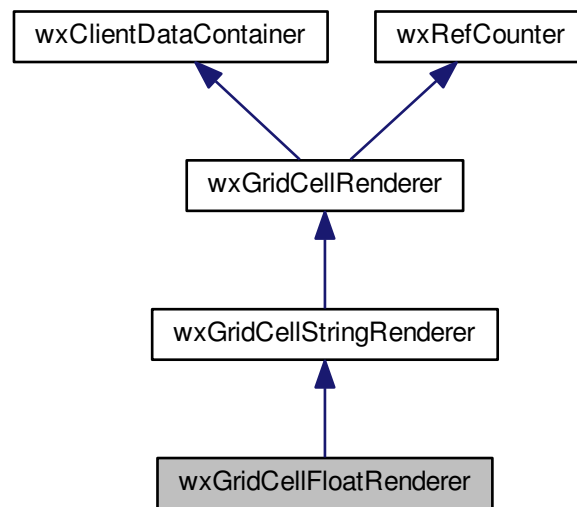 wxClientDataContainer
wxRefCounter
wxGridCellRenderer
wxGridCellStringRenderer
wxGridCellFloatRenderer